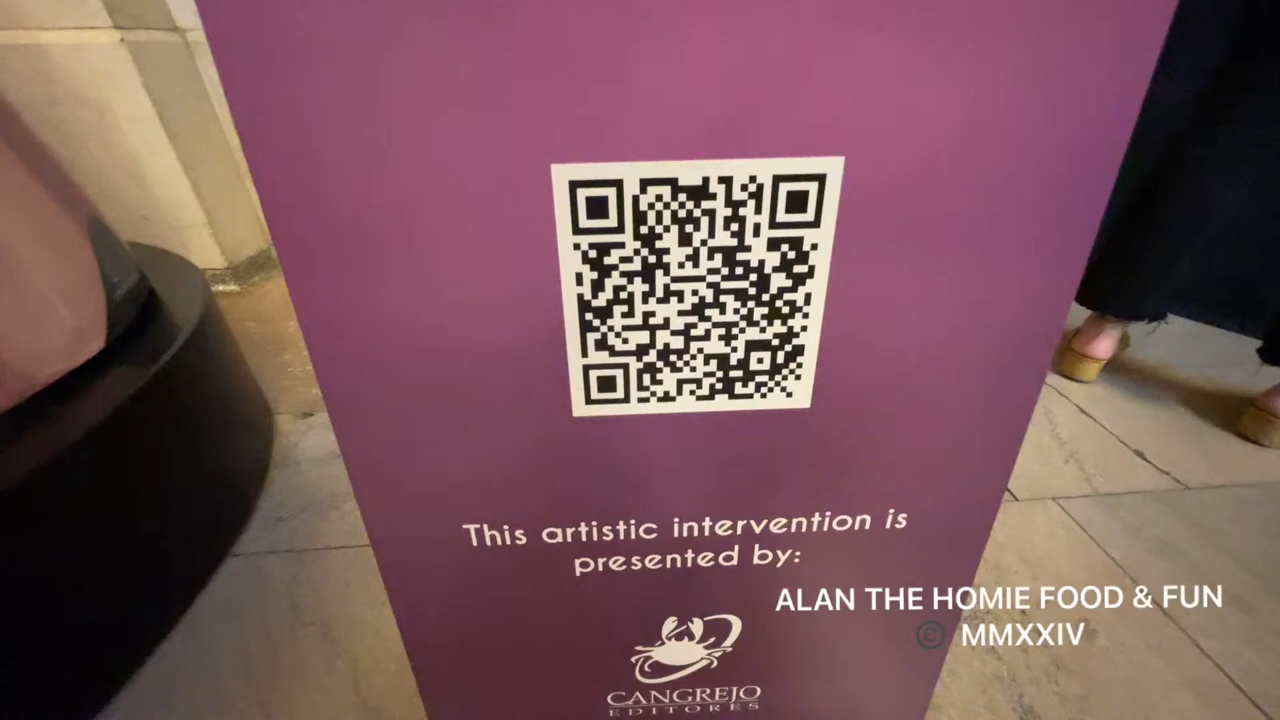 This artistic intervention is
presented by:
ALAN THE HOMIE FOOD & FUN
© MMXXIV
CANGREJO
EDITORES